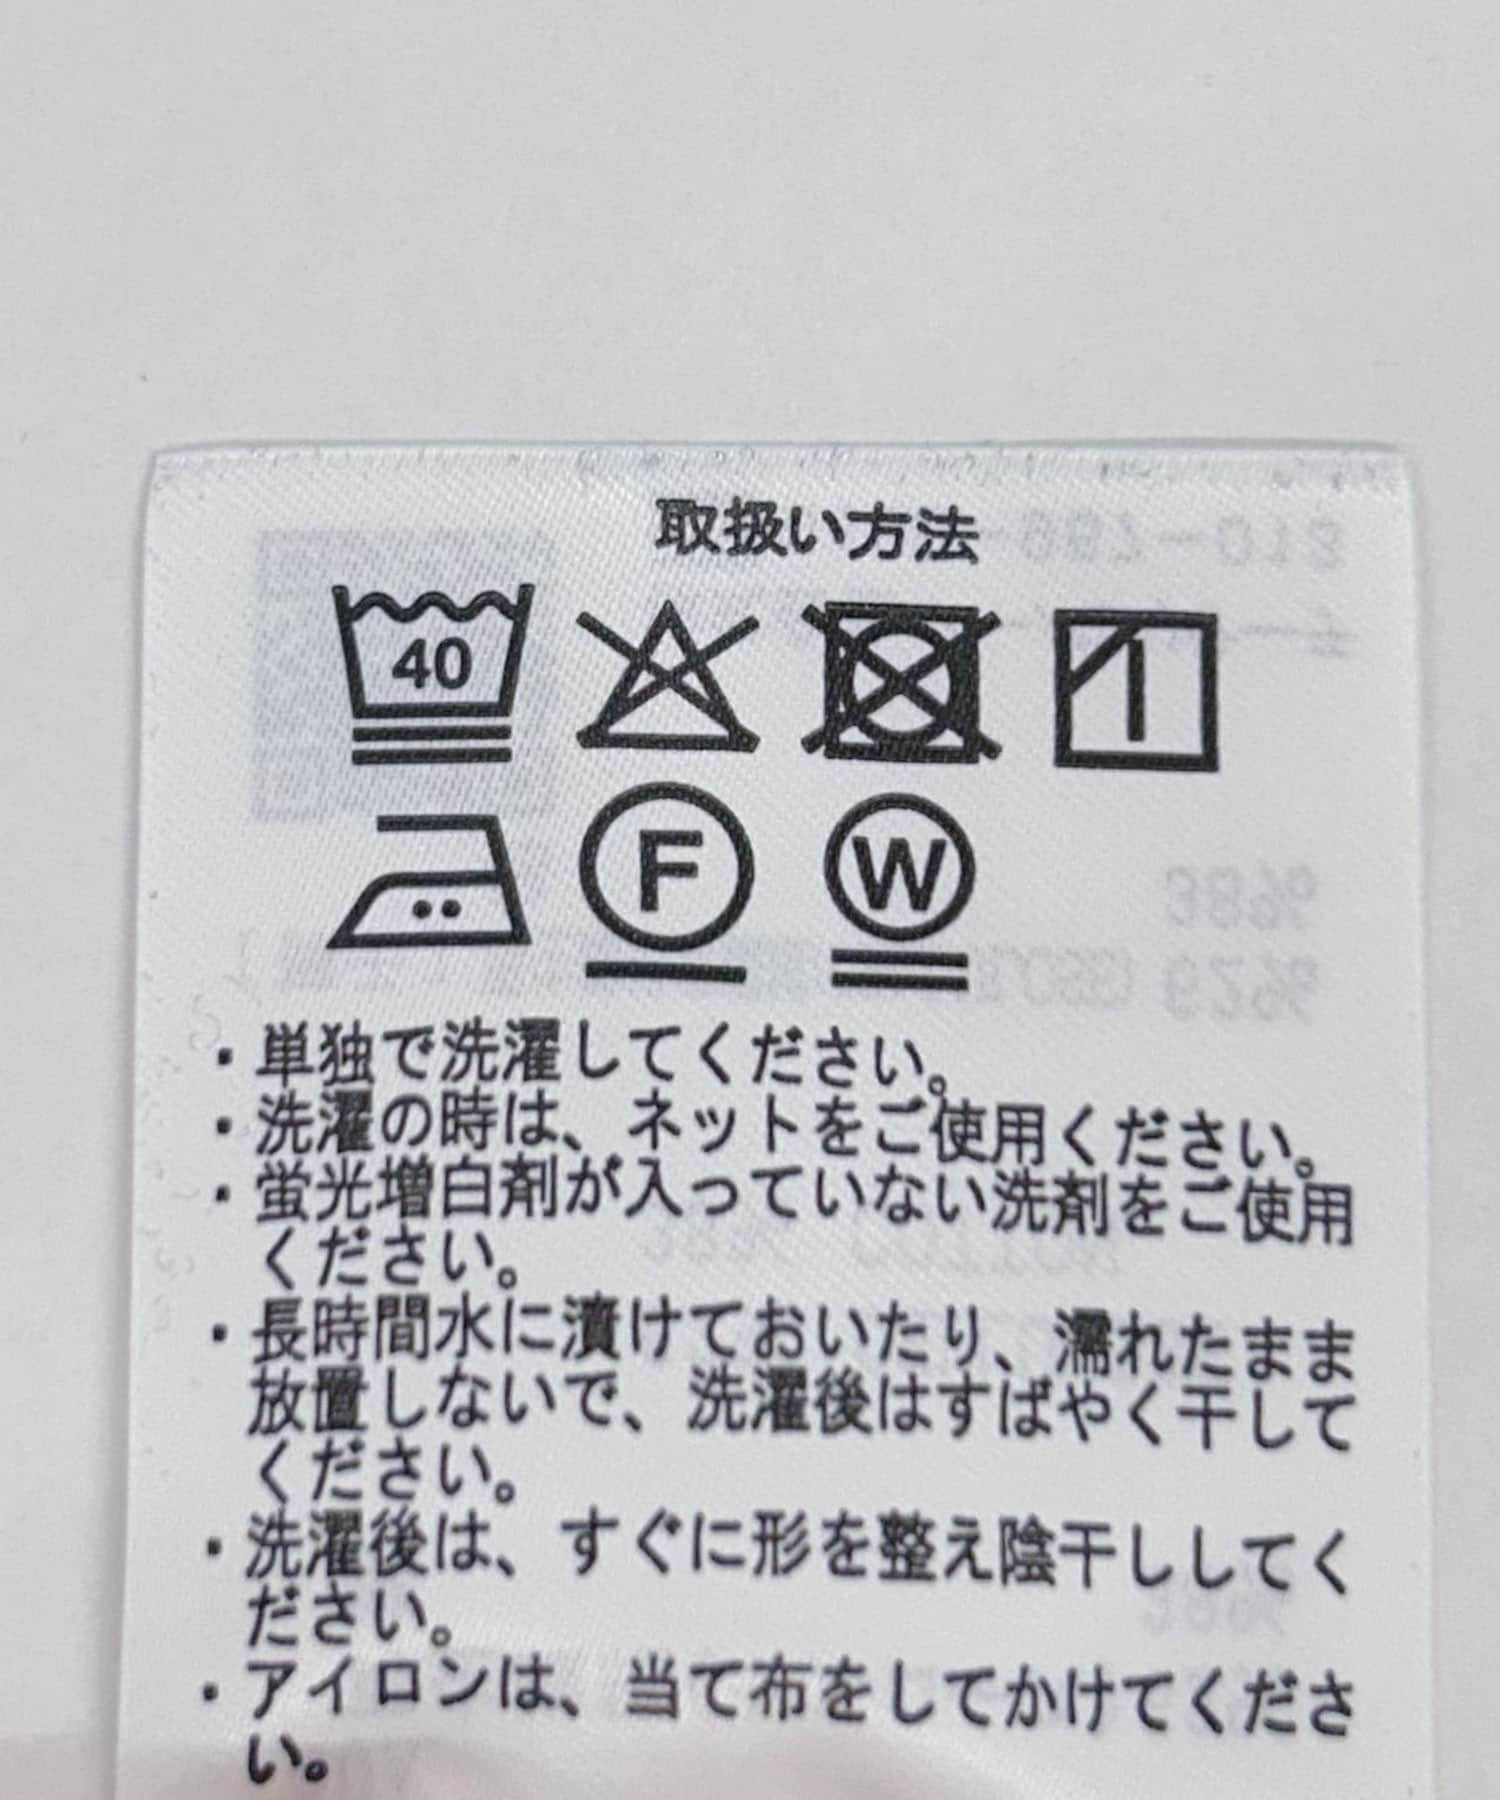 取扱い方法
40
F W
・単独で洗濯してください。
・洗濯の時は、ネットをご使用ください。
・蛍光増白剤が入っていない洗剤をご使用
ください。
・長時間水に漬けておいたり、濡れたまま
放置しないで、洗濯後はすばやく干して
ください。
・洗濯後は、すぐに形を整え陰干ししてく
ださい。
・アイロンは、当て布をしてかけてくださ
い。